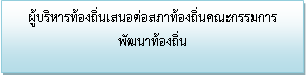 ผู้บริหารท้องถิ่นเสนอต่อสภาท้องถิ่นคณะกรรมการ
พัฒนาท้องถิ่น